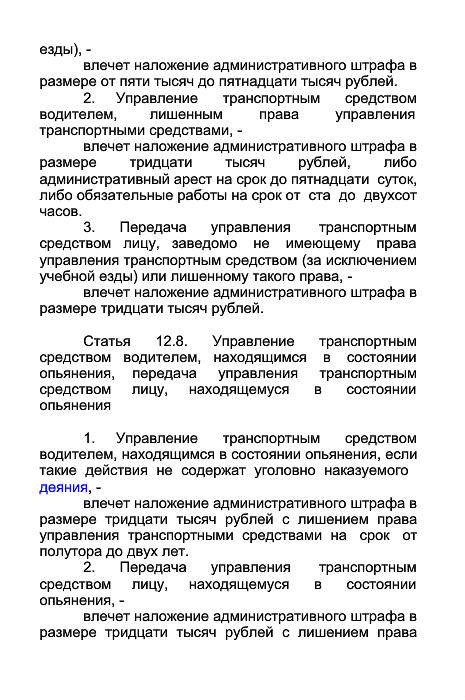 езды), -
влечет наложение административного штрафа в
размере от пяти тысяч до пятнадцати тысяч рублей.
2. Управление транспортным средством
водителем, лишенным права управления
транспортными средствами, -
влечет наложение административного штрафа в
размере тридцати тысяч рублей, либо
административный арест на срок до пятнадцати суток,
либо обязательные работы на срок от ста до двухсот
часов.
3. Передача управления транспортным
средством лицу, заведомо не имеющему права
управления транспортным средством (за исключением
учебной езды) или лишенному такого права, -
влечет наложение административного штрафа в
размере тридцати тысяч рублей.
Статья 12.8. Управление транспортным
средством водителем, находящимся в состоянии
опьянения, передача управления транспортным
средством лицу, находящемуся в состоянии
опьянения
1. Управление транспортным средством
водителем, находящимся в состоянии опьянения, если
такие действия не содержат уголовно наказуемого
деяния, -
влечет наложение административного штрафа в
размере тридцати тысяч рублей с лишением права
управления транспортными средствами на срок от
полутора до двух лет.
2. Передача управления транспортным
средством лицу, находящемуся в состоянии
опьянения, -
влечет наложение административного штрафа в
размере тридцати тысяч рублей с лишением права